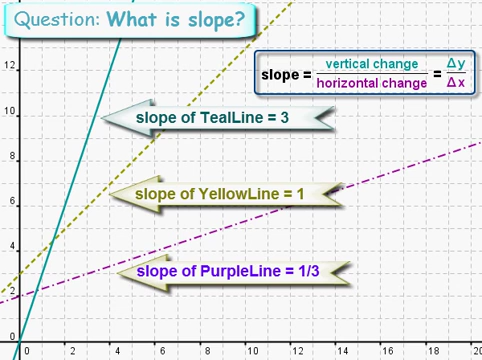 Question: What is slope?
slope = vertical change / horizontal change = Δy / Δx
slope of TealLine = 3
slope of YellowLine = 1
slope of PurpleLine = 1/3
12
10
8
6
4
2
0
0 2 4 6 8 10 12 14 16 18 20